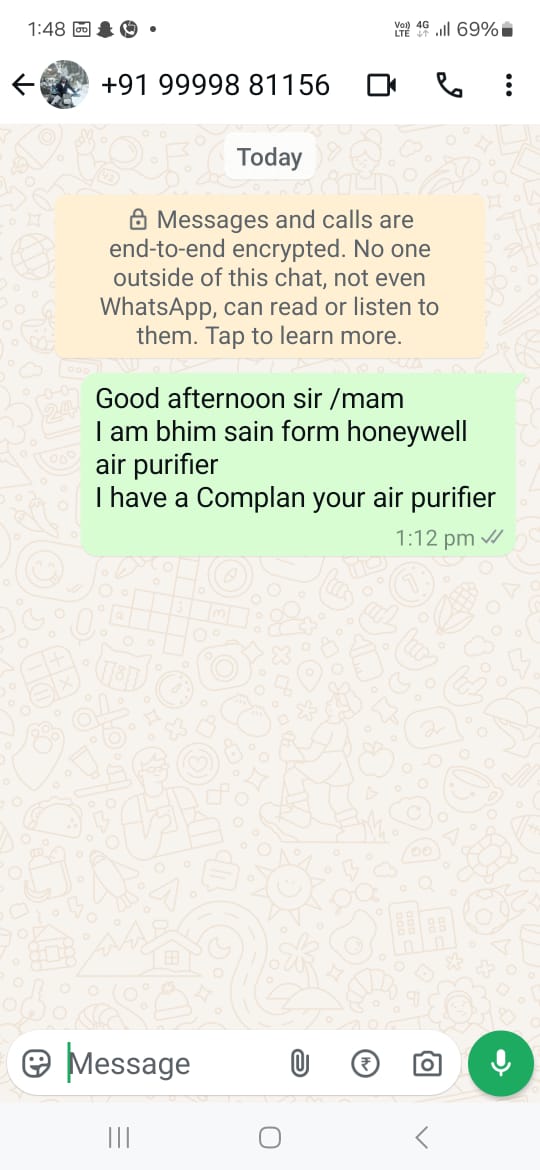 1:48
Vo)) LTE 4G 69%
+91 99998 81156
Today
Messages and calls are
end-to-end encrypted. No one
outside of this chat, not even
WhatsApp, can read or listen to
them. Tap to learn more.
Good afternoon sir /mam
I am bhim sain form honeywell
air purifier
I have a Complan your air purifier
1:12 pm
Message